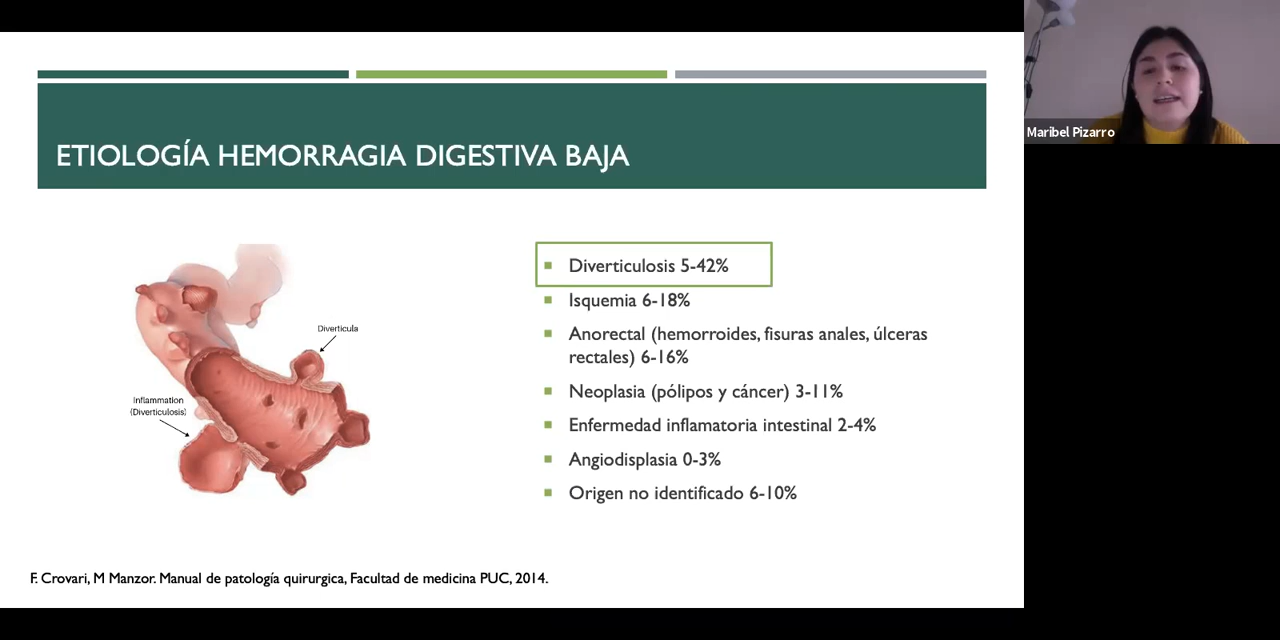 ETIOLOGÍA HEMORRAGIA DIGESTIVA BAJA
Diverticula
Inflammation
(Diverticulosis)
Diverticulosis 5-42%
Isquemia 6-18%
Anorectal (hemorroides, fisuras anales, úlceras
rectales) 6-16%
Neoplasia (pólipos y cáncer) 3-11%
Enfermedad inflamatoria intestinal 2-4%
Angiodisplasia 0-3%
Origen no identificado 6-10%
F. Crovari, M Manzor. Manual de patología quirurgica, Facultad de medicina PUC, 2014.
Maribel Pizarro